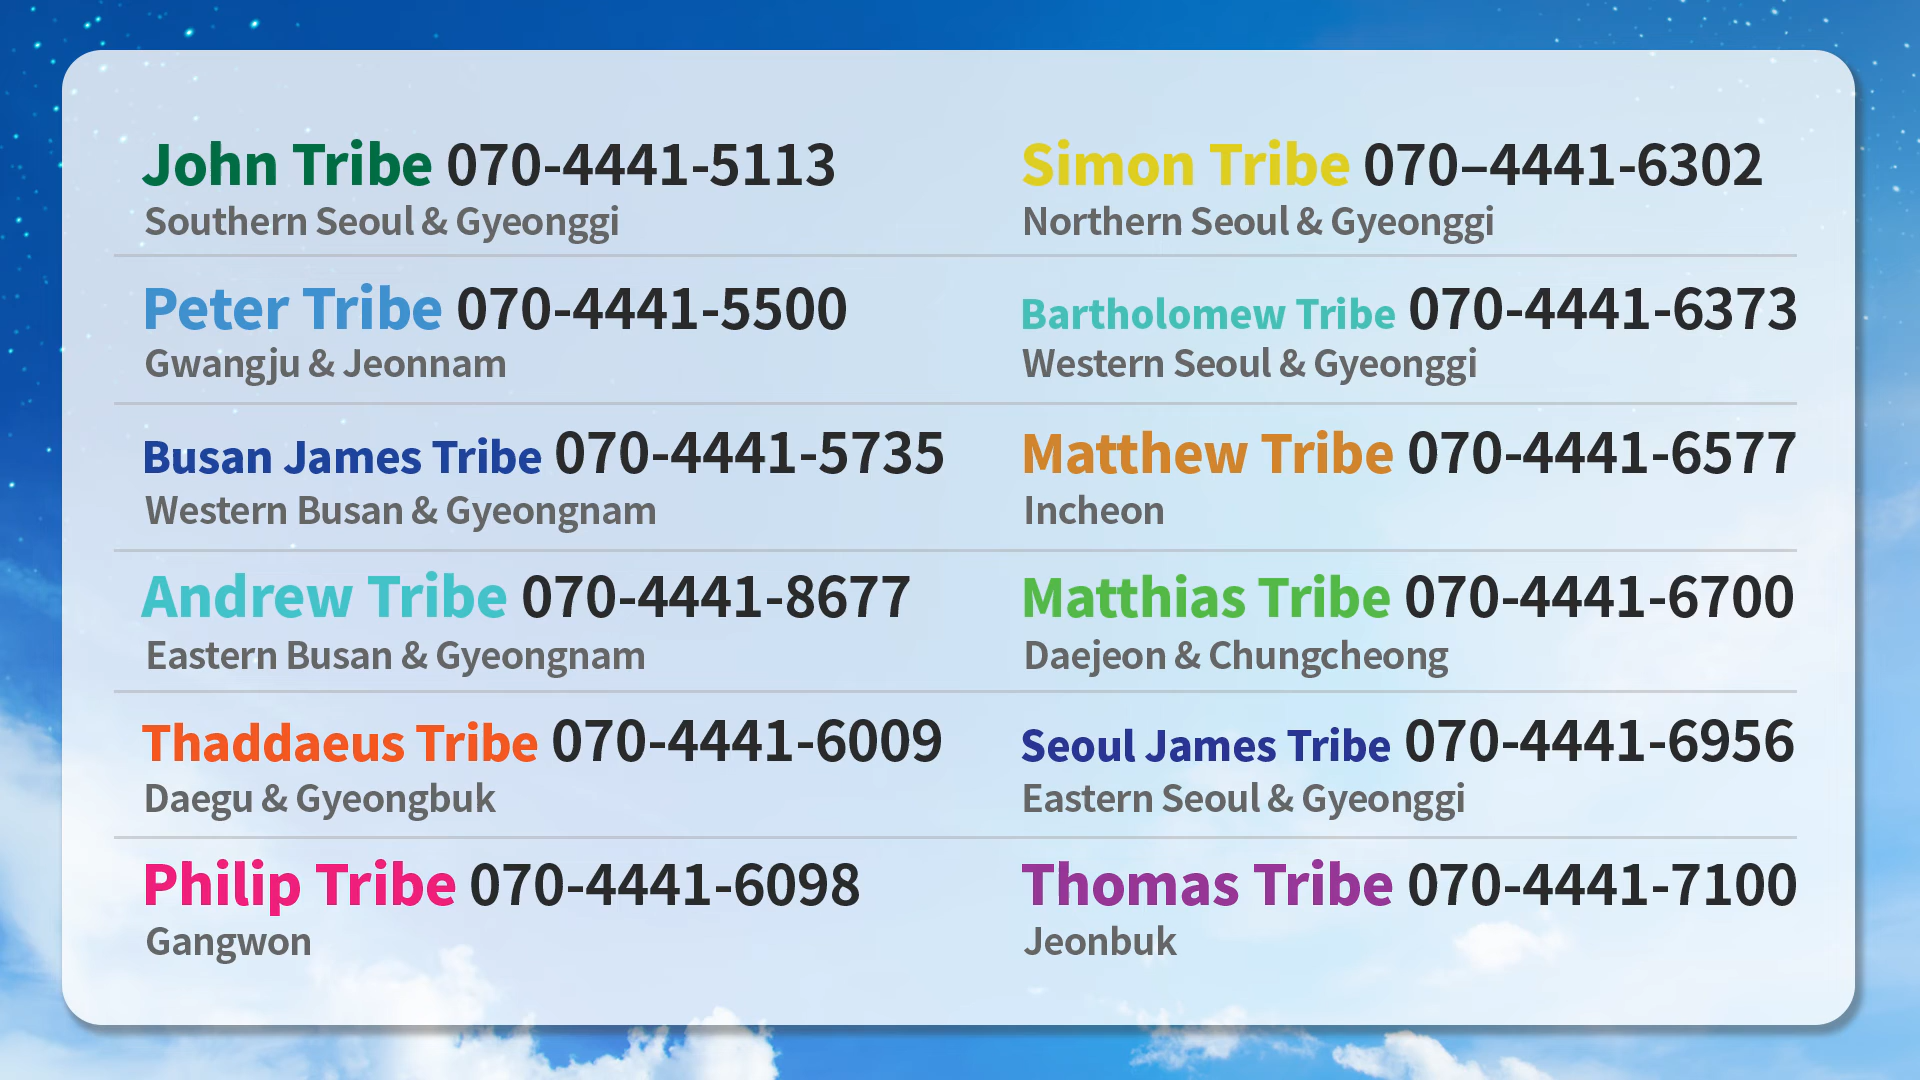 John Tribe 070-4441-5113
Southern Seoul & Gyeonggi
Simon Tribe 070–4441-6302
Northern Seoul & Gyeonggi
Peter Tribe 070-4441-5500
Gwangju & Jeonnam
Bartholomew Tribe 070-4441-6373
Western Seoul & Gyeonggi
Busan James Tribe 070-4441-5735
Western Busan & Gyeongnam
Matthew Tribe 070-4441-6577
Incheon
Andrew Tribe 070-4441-8677
Eastern Busan & Gyeongnam
Matthias Tribe 070-4441-6700
Daejeon & Chungcheong
Thaddaeus Tribe 070-4441-6009
Daegu & Gyeongbuk
Seoul James Tribe 070-4441-6956
Eastern Seoul & Gyeonggi
Philip Tribe 070-4441-6098
Gangwon
Thomas Tribe 070-4441-7100
Jeonbuk